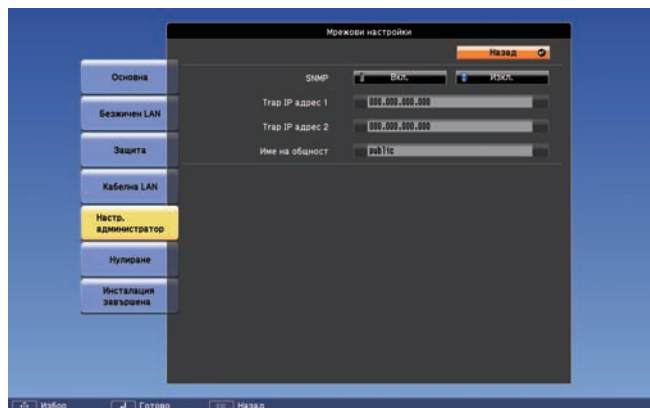 Мрежови настройки
Назад
Основна
Безжичен LAN
Защита
Кабелна LAN
Настр.
администратор
Нулиране
Инсталация
завършена
SNMP Вкл. Изкл.
Trap IP адрес 1 000.000.000.000
Trap IP адрес 2 000.000.000.000
Име на общност public
Избор Готово Назад